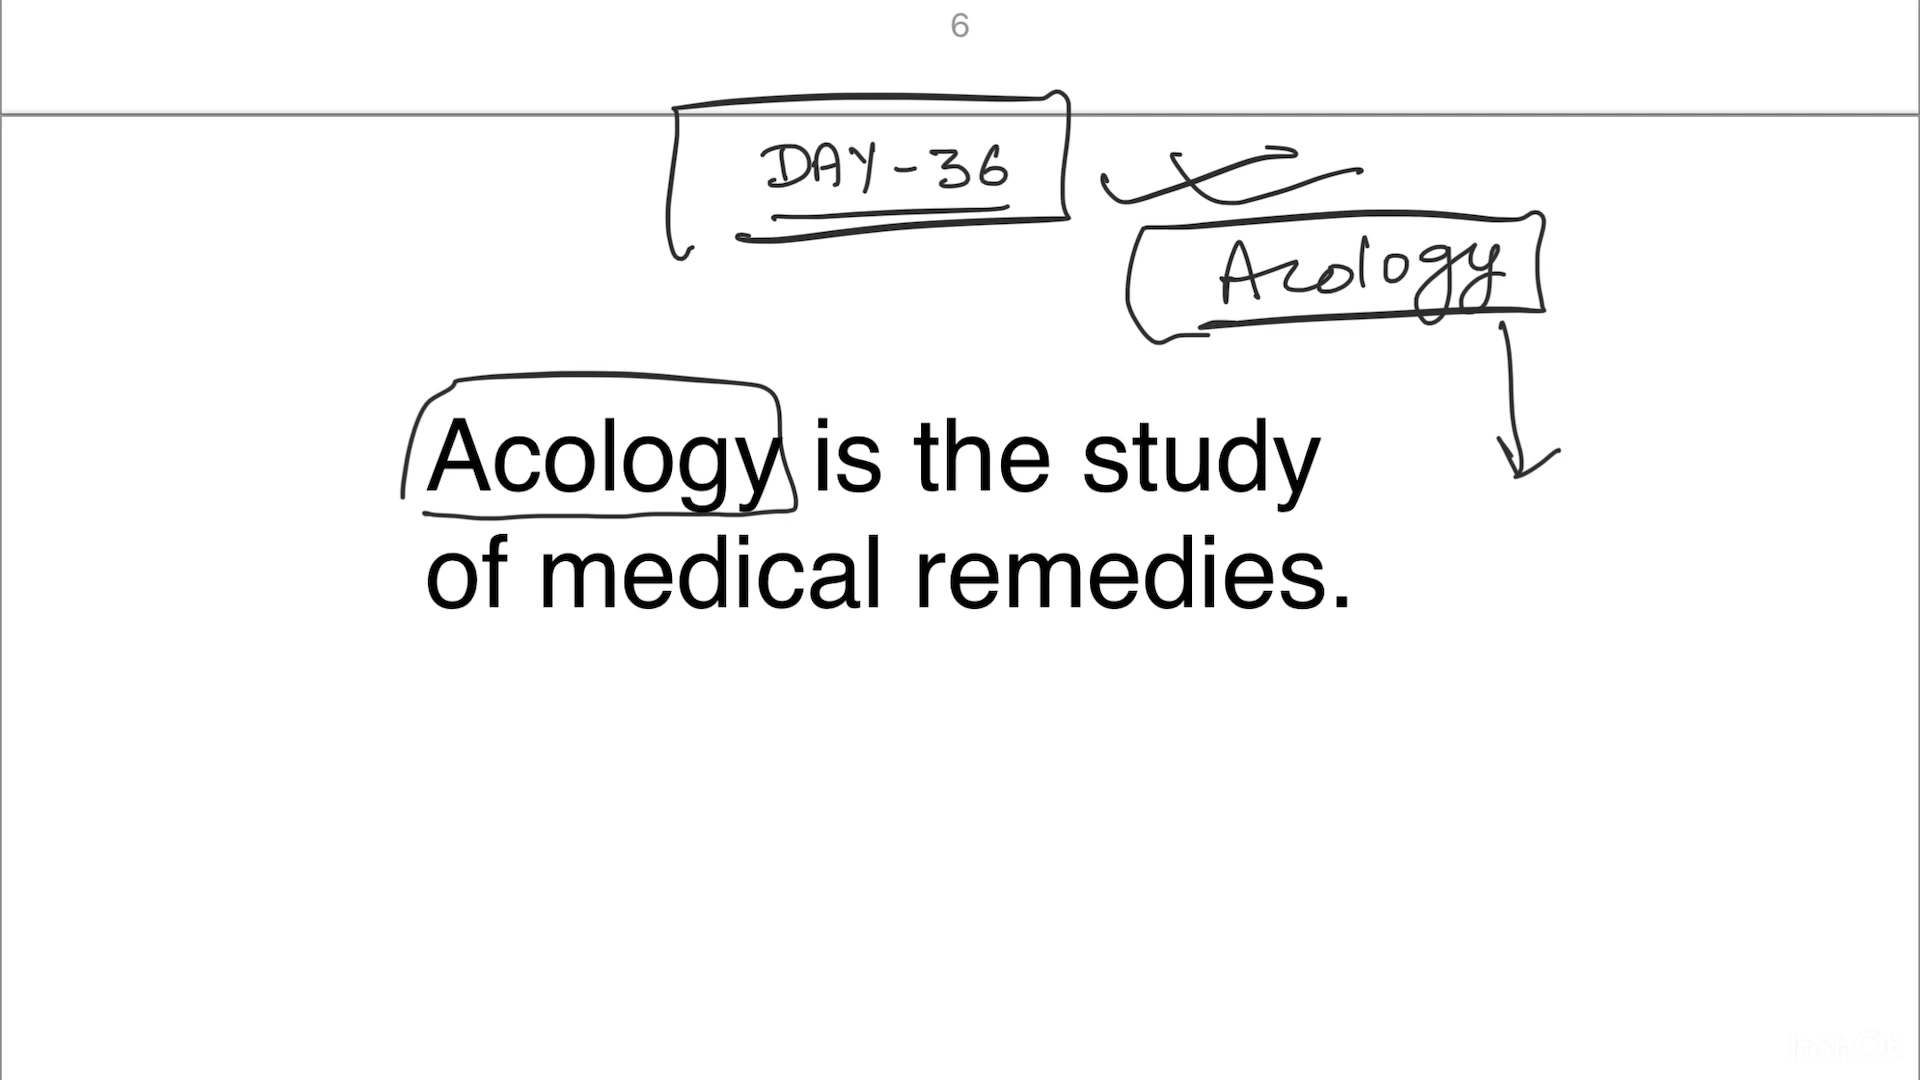 6
DAY-36
Acology
Acology is the study
of medical remedies.